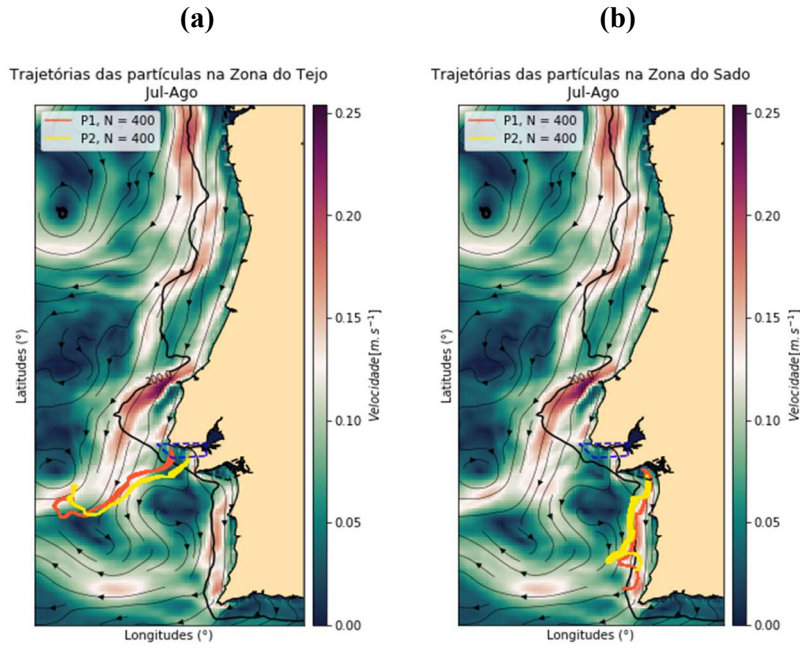 (a)
Trajetórias das partículas na Zona do Tejo
Jul-Ago
P1, N = 400
P2, N = 400
0.25
0.20
0.15
0.10
0.05
0.00
Velocidade[m. s⁻¹]
Latitudes (°)
Longitudes (°)
(b)
Trajetórias das partículas na Zona do Sado
Jul-Ago
P1, N = 400
P2, N = 400
0.25
0.20
0.15
0.10
0.05
0.00
Velocidade[m. s⁻¹]
Latitudes (°)
Longitudes (°)